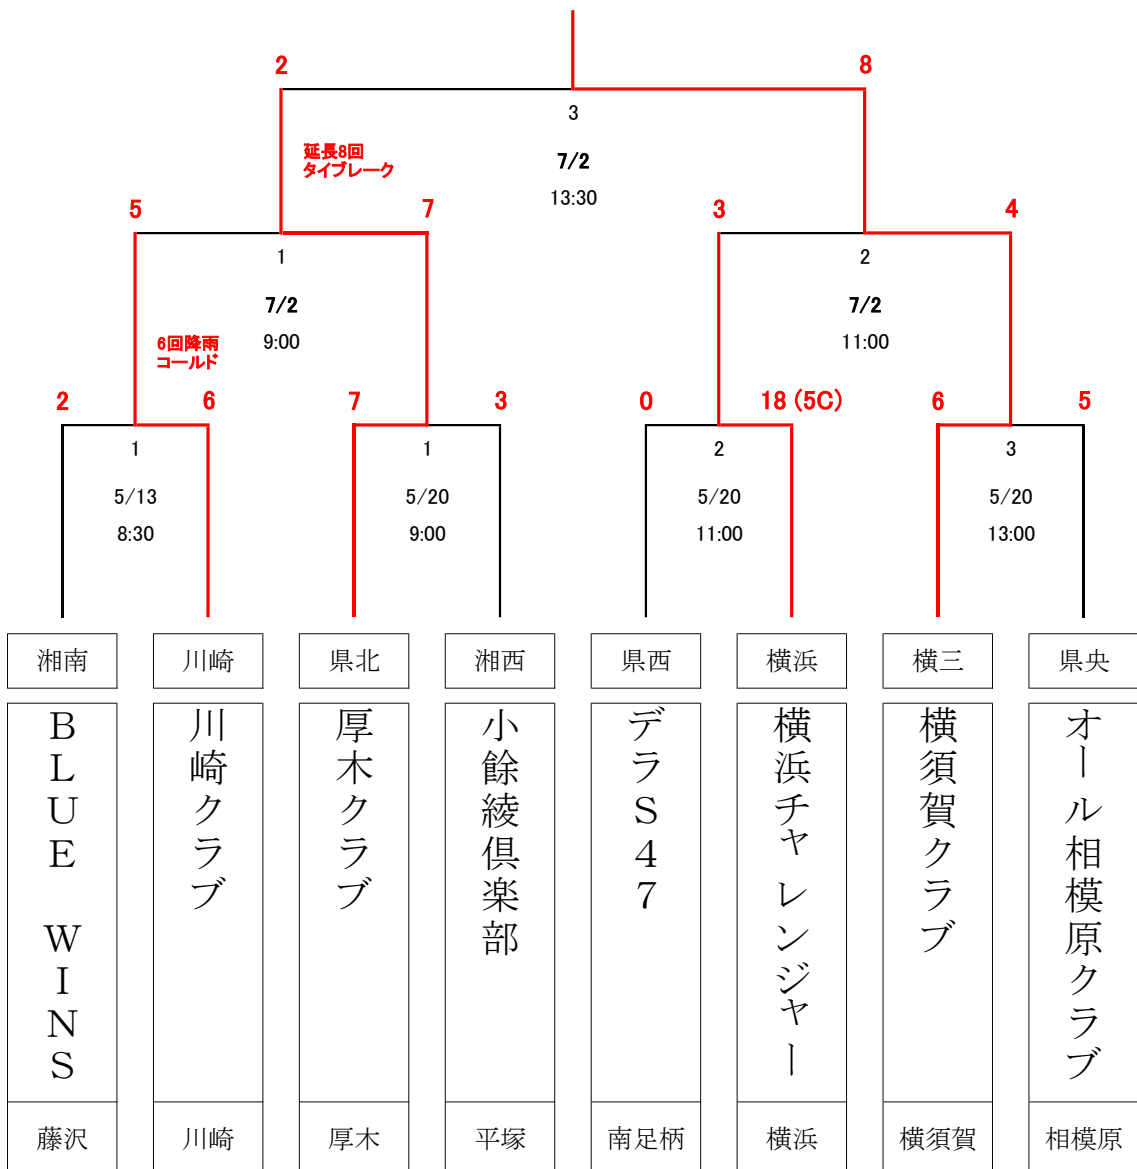 2 8
3
延長8回
タイブレーク
7/2
13:30
5 7 3 4
1 2
7/2 7/2
6回降雨
コールド
9:00 11:00
2 6 7 3 0 18 (5C) 6 5
1 1 2 3
5/13 5/20 5/20 5/20
8:30 9:00 11:00 13:00
湘南 川崎 県北 湘西 県西 横浜 横三 県央
BLUE WINS
川崎クラブ
厚木クラブ
小餘綾倶楽部
デラS47
横浜チャレンジャー
横須賀クラブ
オール相模原クラブ
藤沢 川崎 厚木 平塚 南足柄 横浜 横須賀 相模原